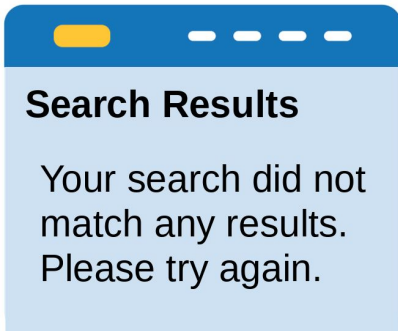 Search Results
Your search did not
match any results.
Please try again.